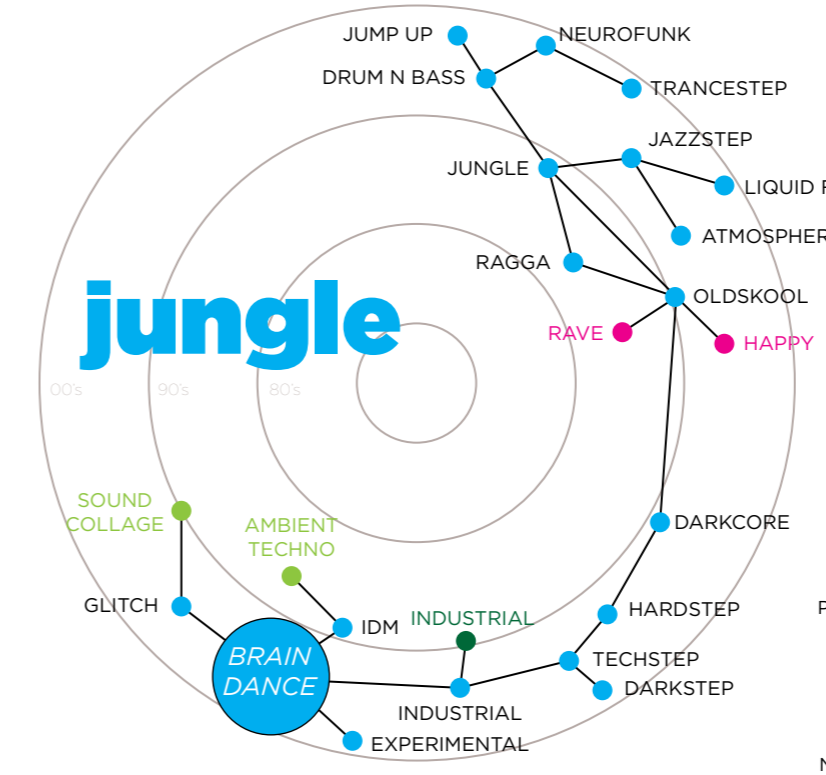 JUMP UP
NEUROFUNK
DRUM N BASS
TRANCESTEP
JAZZSTEP
JUNGLE
LIQUID
RAGGA
OLDSKOOL
jungle
RAVE
HAPPY
00's
90's
80's
SOUND
COLLAGE
AMBIENT
TECHNO
DARKCORE
GLITCH
IDM
INDUSTRIAL
HARDSTEP
BRAIN
DANCE
TECHSTEP
DARKSTEP
INDUSTRIAL
EXPERIMENTAL